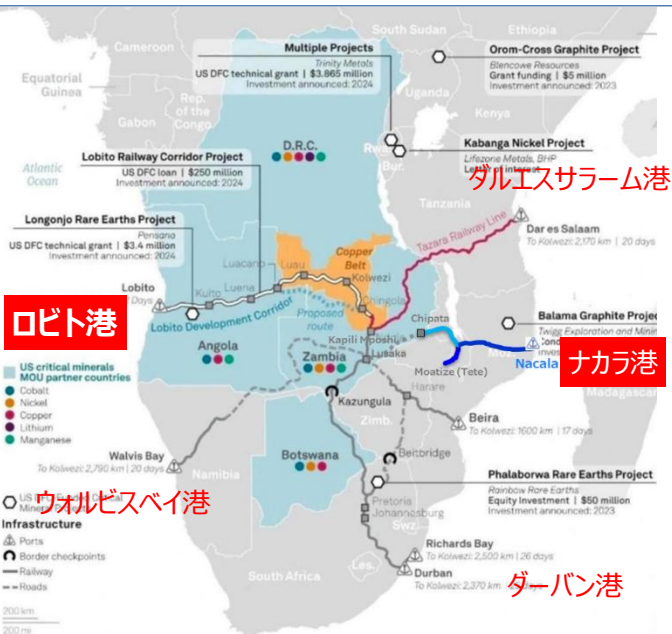 South Sudan
Ethiopia
Cameroon
Equatorial
Guinea
Rep.
of the
Congo
Gabon
Uganda
Kenya
Multiple Projects
Trinity Metals
US DFC technical grant | $3.865 million
Investment announced: 2024
Orom-Cross Graphite Project
Blencowe Resources
Grant funding | $5 million
Investment announced: 2023
Kabanga Nickel Project
Lifezone Metals, BHP
Letter of interest
ダルエスサラーム港
D.R.C.
Bur.
Tanzania
Atlantic
Ocean
Lobito Railway Corridor Project
US DFC loan | $250 million
Investment announced: 2024
Longonjo Rare Earths Project
Pensana
US DFC technical grant | $3.4 million
Investment announced: 2024
Tazara Railway Line
Dar es Salaam
To Kolwezi: 2,170 km | 20 days
Copper
Belt
Luacano
Luau
Kolwezi
Lobito
Days
Kuito
Luena
Chingola
Lobito Development Corridor
Proposed
route
ロビト港
Kapili Mposhi
Chipata
Balama Graphite Project
Twigg Exploration and Mining
ナカラ港
Nacala
Angola
Zambia
Lusaka
Moatize (Tete)
US critical minerals
MOU partner countries
Cobalt
Nickel
Copper
Lithium
Manganese
Harare
Madagascar
Kazungula
Zimb.
Beira
To Kolwezi: 1600 km | 17 days
Walvis Bay
To Kolwezi: 2,790 km | 20 days
Botswana
Beitbridge
Namibia
ウォルビスベイ港
Mineral
Phalaborwa Rare Earths Project
Rainbow Rare Earths
Equity Investment | $50 million
Investment announced: 2023
Pretoria
Johannesburg
Swz.
Infrastructure
Ports
Border checkpoints
Railway
Roads
Richards Bay
To Kolwezi: 2,500 km | 26 days
Les.
Durban
To Kolwezi: 2,370 km
ダーバン港
South Africa
200 km
200 mi